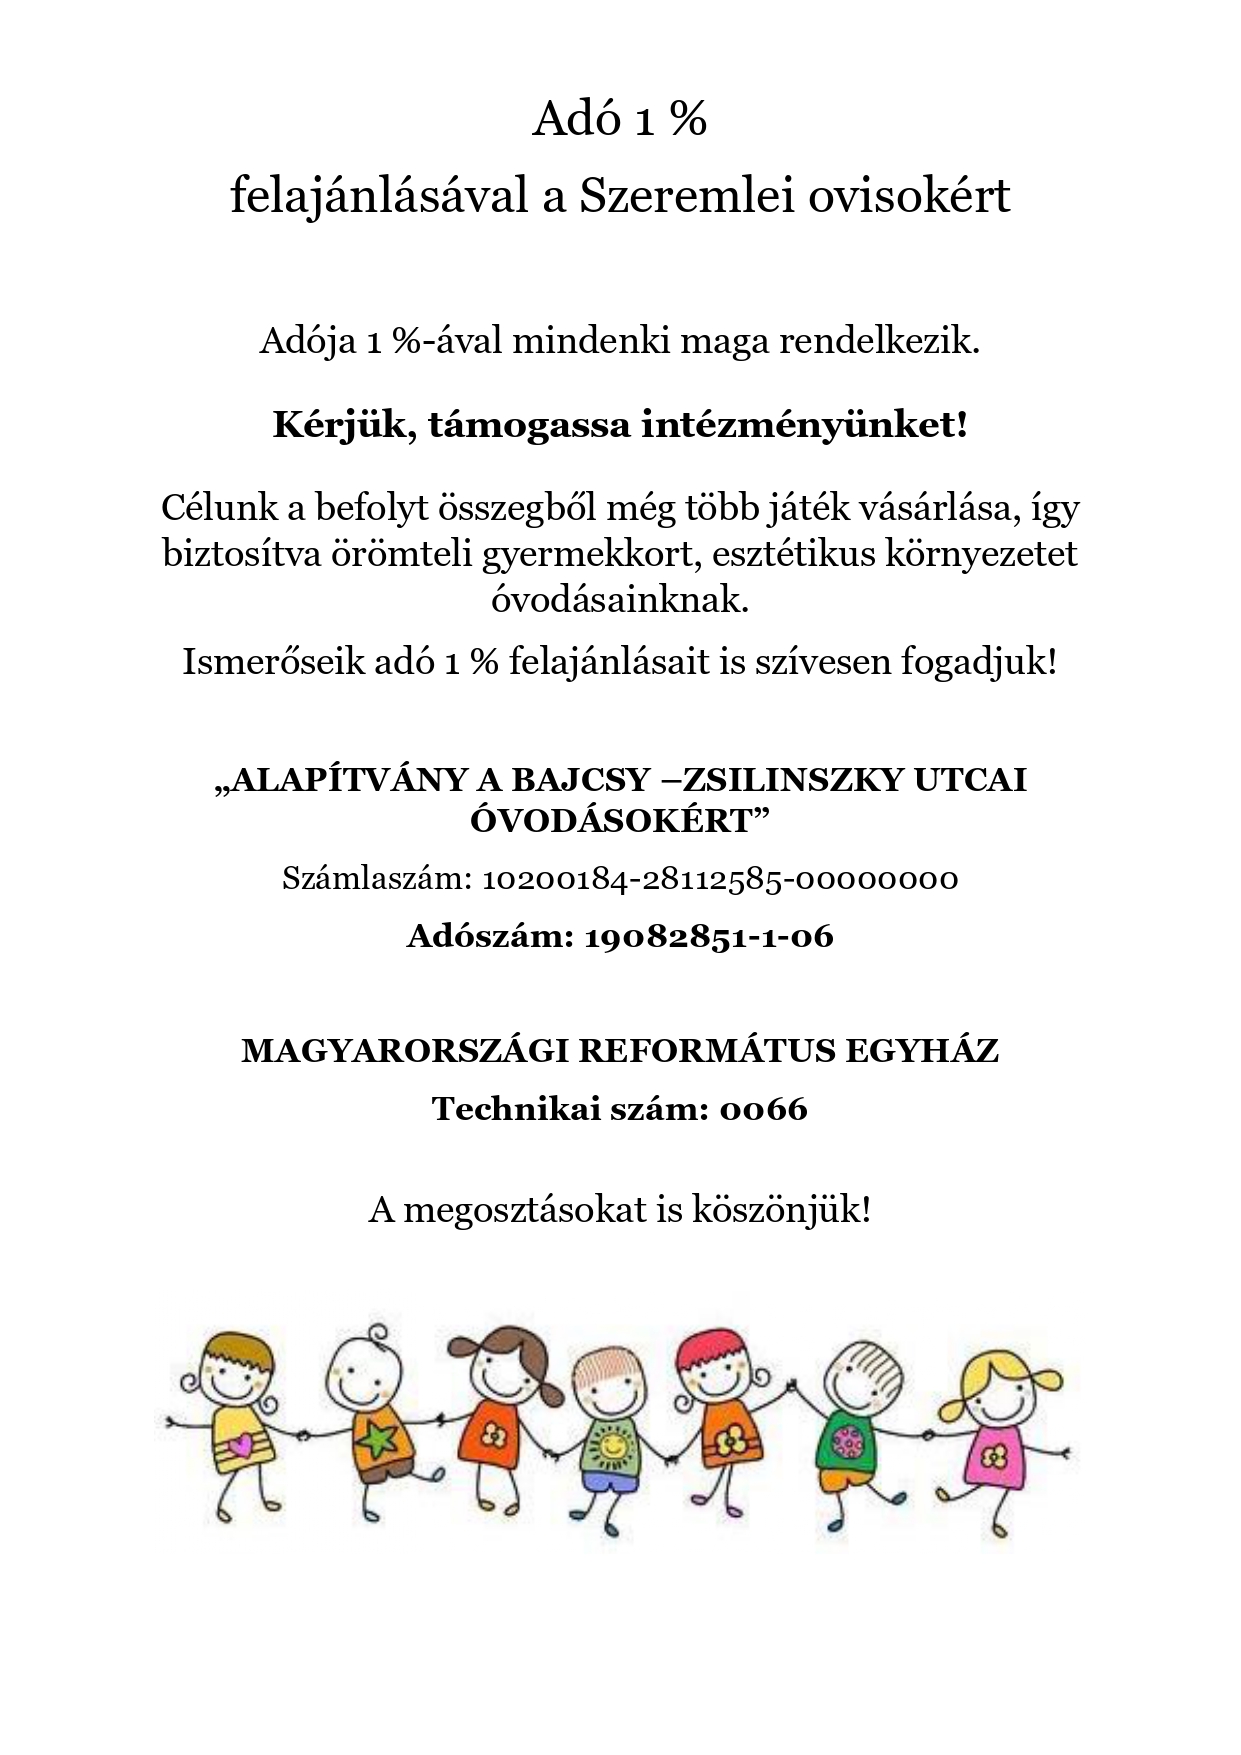 Adó 1 %
felajánlásával a Szeremlei ovisokért
Adója 1 %-ával mindenki maga rendelkezik.
Kérjük, támogassa intézményünket!
Célunk a befolyt összegből még több játék vásárlása, így
biztosítva örömteli gyermekkort, esztétikus környezetet
óvodásainknak.
Ismerőseik adó 1 % felajánlásait is szívesen fogadjuk!
„ALAPÍTVÁNY A BAJCSY –ZSILINSZKY UTCAI
ÓVODÁSOKÉRT”
Számlaszám: 10200184-28112585-00000000
Adószám: 19082851-1-06
MAGYARORSZÁGI REFORMÁTUS EGYHÁZ
Technikai szám: 0066
A megosztásokat is köszönjük!